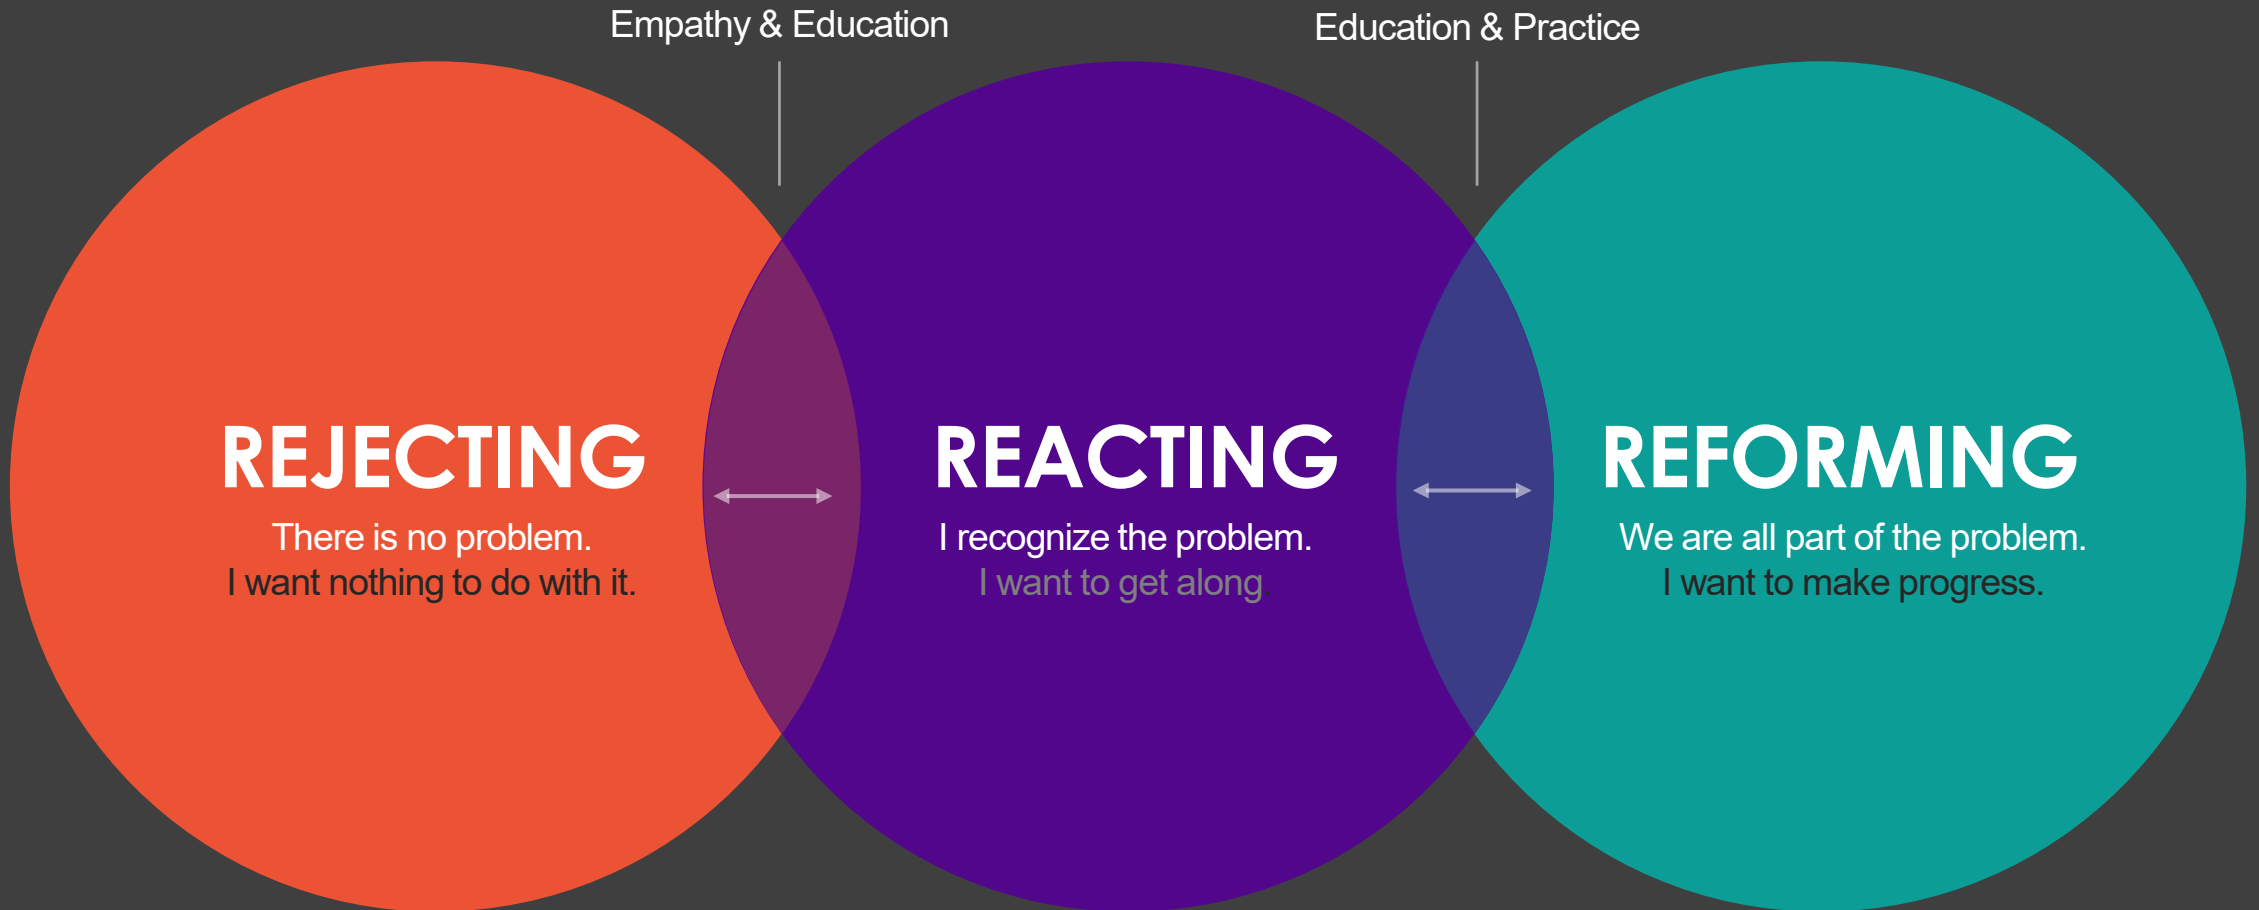 Empathy & Education
Education & Practice
REJECTING
There is no problem.
I want nothing to do with it.
REACTING
I recognize the problem.
I want to get along.
REFORMING
We are all part of the problem.
I want to make progress.